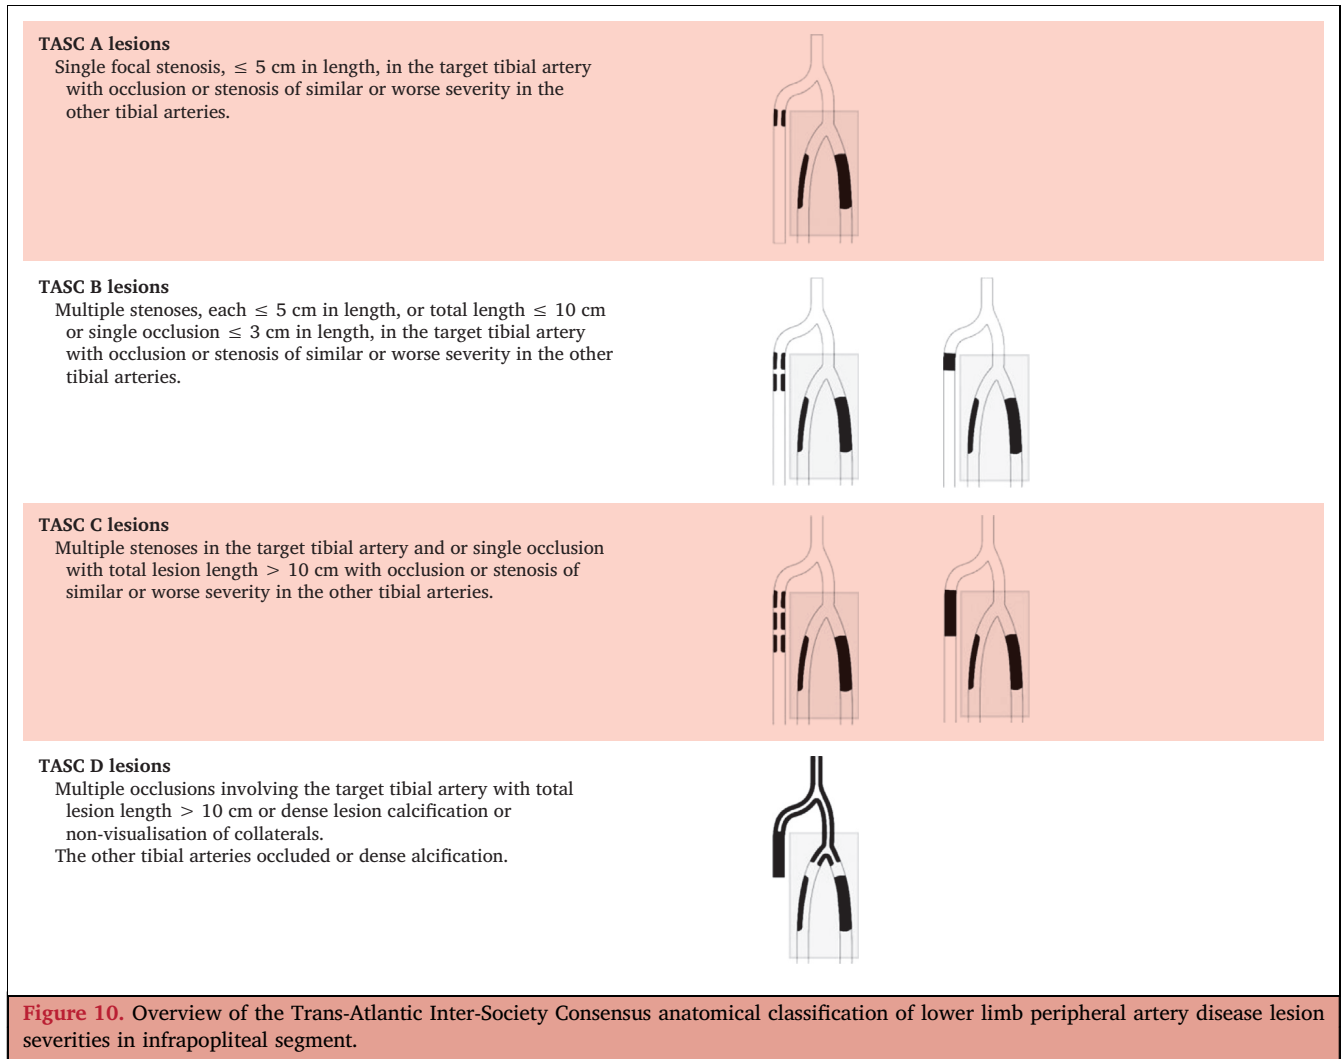 TASC A lesions
Single focal stenosis, ≤ 5 cm in length, in the target tibial artery
with occlusion or stenosis of similar or worse severity in the
other tibial arteries.
TASC B lesions
Multiple stenoses, each ≤ 5 cm in length, or total length ≤ 10 cm
or single occlusion ≤ 3 cm in length, in the target tibial artery
with occlusion or stenosis of similar or worse severity in the other
tibial arteries.
TASC C lesions
Multiple stenoses in the target tibial artery and or single occlusion
with total lesion length > 10 cm with occlusion or stenosis of
similar or worse severity in the other tibial arteries.
TASC D lesions
Multiple occlusions involving the target tibial artery with total
lesion length > 10 cm or dense lesion calcification or
non-visualisation of collaterals.
The other tibial arteries occluded or dense alcification.
Figure 10. Overview of the Trans-Atlantic Inter-Society Consensus anatomical classification of lower limb peripheral artery disease lesion
severities in infrapopliteal segment.